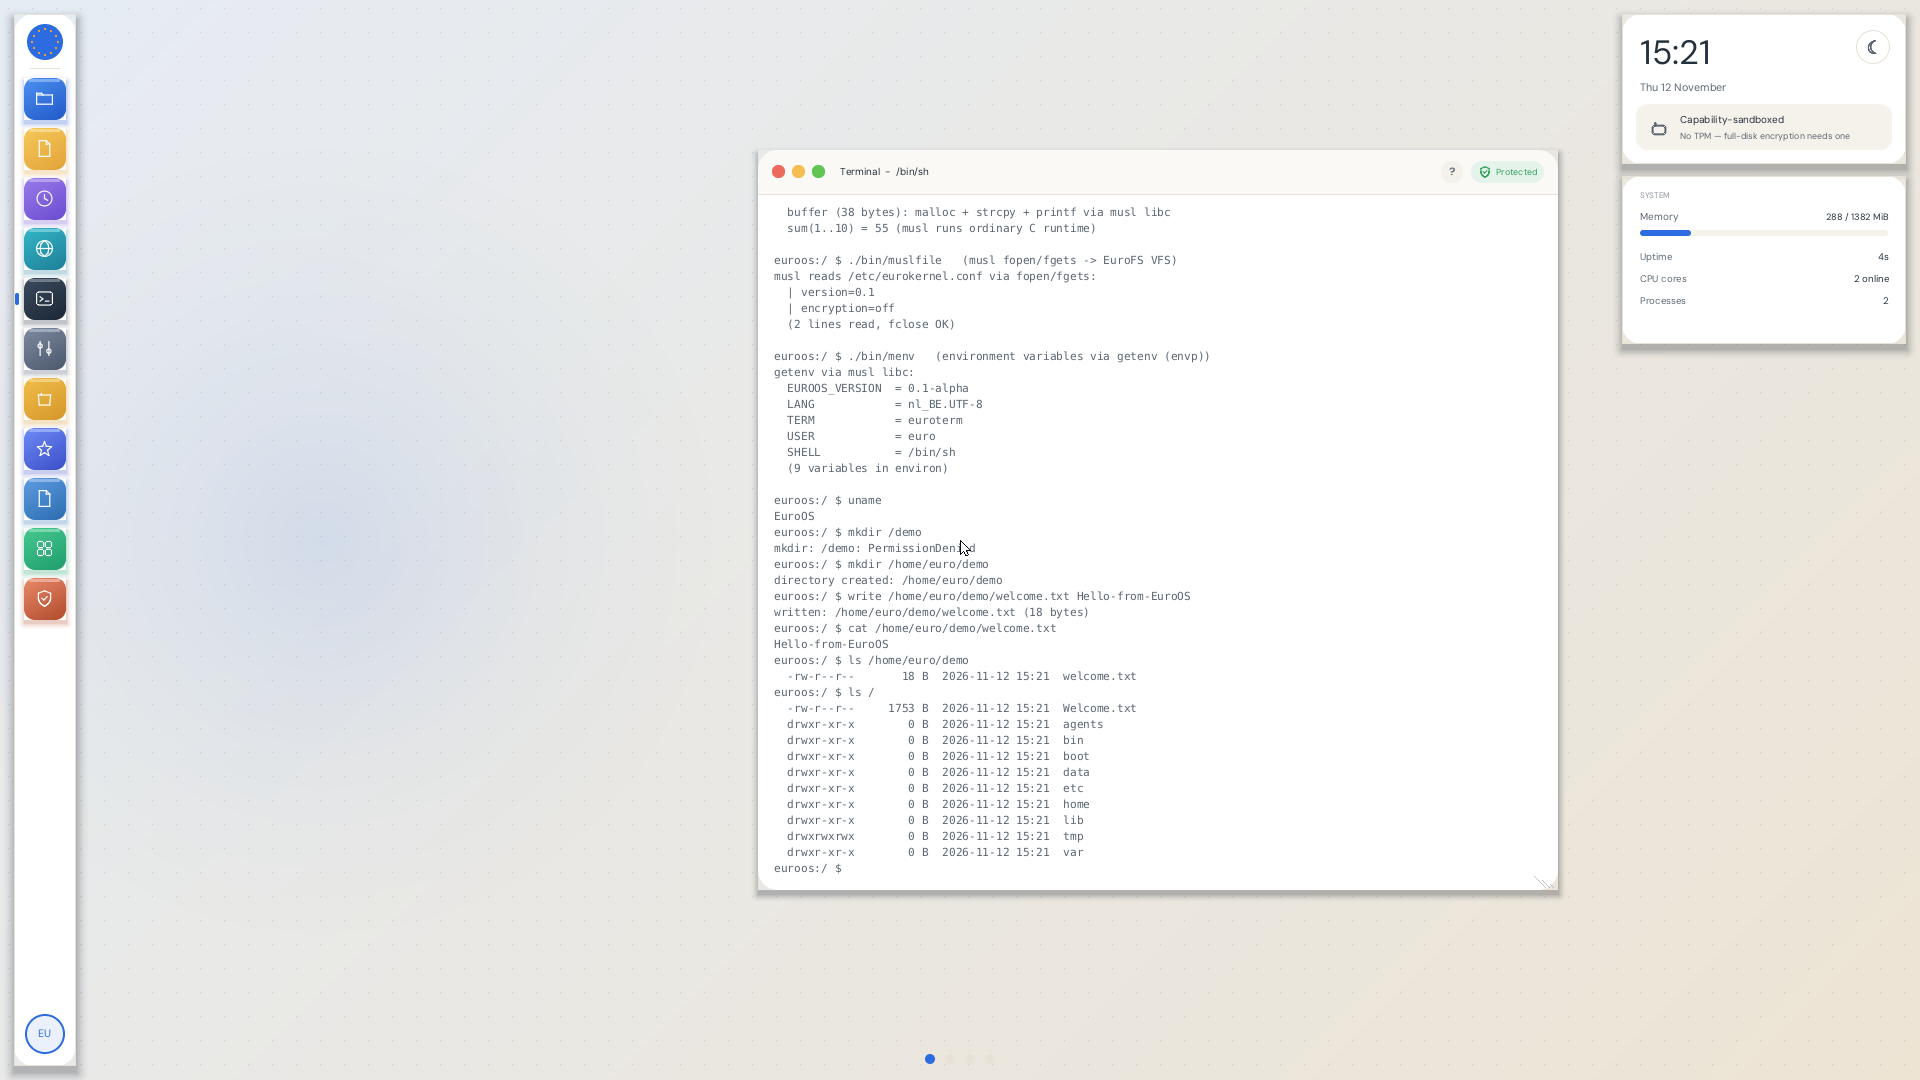 15:21
Thu 12 November
Capability-sandboxed
No TPM — full-disk encryption needs one
SYSTEM
Memory 288 / 1382 MiB
Uptime 4s
CPU cores 2 online
Processes 2
Terminal - /bin/sh ? Protected
buffer (38 bytes): malloc + strcpy + printf via musl libc
sum(1..10) = 55 (musl runs ordinary C runtime)
euroos:/ $ ./bin/muslfile (musl fopen/fgets -> EuroFS VFS)
musl reads /etc/eurokernel.conf via fopen/fgets:
| version=0.1
| encryption=off
(2 lines read, fclose OK)
euroos:/ $ ./bin/menv (environment variables via getenv (envp))
getenv via musl libc:
EUROOS_VERSION = 0.1-alpha
LANG = nl_BE.UTF-8
TERM = euroterm
USER = euro
SHELL = /bin/sh
(9 variables in environ)
euroos:/ $ uname
EuroOS
euroos:/ $ mkdir /demo
mkdir: /demo: PermissionDenied
euroos:/ $ mkdir /home/euro/demo
directory created: /home/euro/demo
euroos:/ $ write /home/euro/demo/welcome.txt Hello-from-EuroOS
written: /home/euro/demo/welcome.txt (18 bytes)
euroos:/ $ cat /home/euro/demo/welcome.txt
Hello-from-EuroOS
euroos:/ $ ls /home/euro/demo
-rw-r--r-- 18 B 2026-11-12 15:21 welcome.txt
euroos:/ $ ls /
-rw-r--r-- 1753 B 2026-11-12 15:21 Welcome.txt
drwxr-xr-x 0 B 2026-11-12 15:21 agents
drwxr-xr-x 0 B 2026-11-12 15:21 bin
drwxr-xr-x 0 B 2026-11-12 15:21 boot
drwxr-xr-x 0 B 2026-11-12 15:21 data
drwxr-xr-x 0 B 2026-11-12 15:21 etc
drwxr-xr-x 0 B 2026-11-12 15:21 home
drwxr-xr-x 0 B 2026-11-12 15:21 lib
drwxrwxrwx 0 B 2026-11-12 15:21 tmp
drwxr-xr-x 0 B 2026-11-12 15:21 var
euroos:/ $
EU